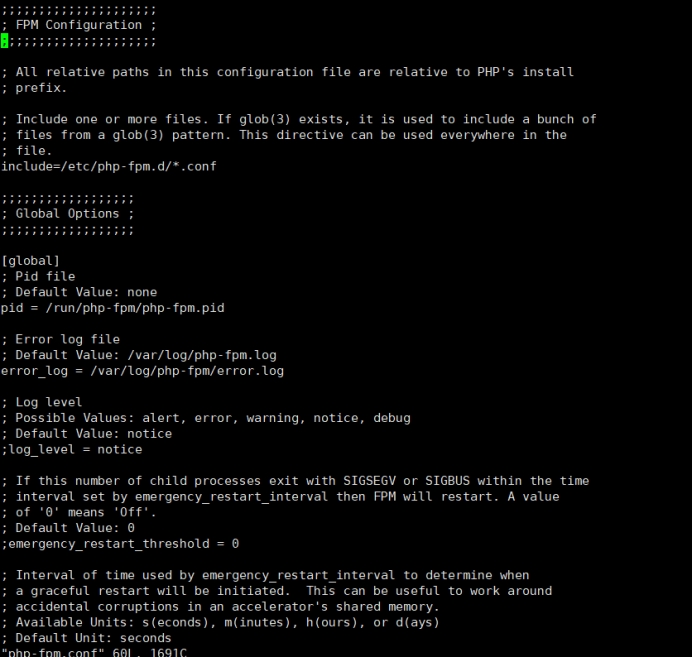 ;;;;;;;;;;;;;;;;;;;;;
; FPM Configuration ;
;;;;;;;;;;;;;;;;;;;;;
; All relative paths in this configuration file are relative to PHP's install
; prefix.
; Include one or more files. If glob(3) exists, it is used to include a bunch of
; files from a glob(3) pattern. This directive can be used everywhere in the
; file.
include=/etc/php-fpm.d/*.conf
;;;;;;;;;;;;;;;;;;
; Global Options ;
;;;;;;;;;;;;;;;;;;
[global]
; Pid file
; Default Value: none
pid = /run/php-fpm/php-fpm.pid
; Error log file
; Default Value: /var/log/php-fpm.log
error_log = /var/log/php-fpm/error.log
; Log level
; Possible Values: alert, error, warning, notice, debug
; Default Value: notice
;log_level = notice
; If this number of child processes exit with SIGSEGV or SIGBUS within the time
; interval set by emergency_restart_interval then FPM will restart. A value
; of '0' means 'Off'.
; Default Value: 0
;emergency_restart_threshold = 0
; Interval of time used by emergency_restart_interval to determine when
; a graceful restart will be initiated.  This can be useful to work around
; accidental corruptions in an accelerator's shared memory.
; Available Units: s(econds), m(inutes), h(ours), or d(ays)
; Default Unit: seconds
"php-fpm.conf" 60L, 1691C